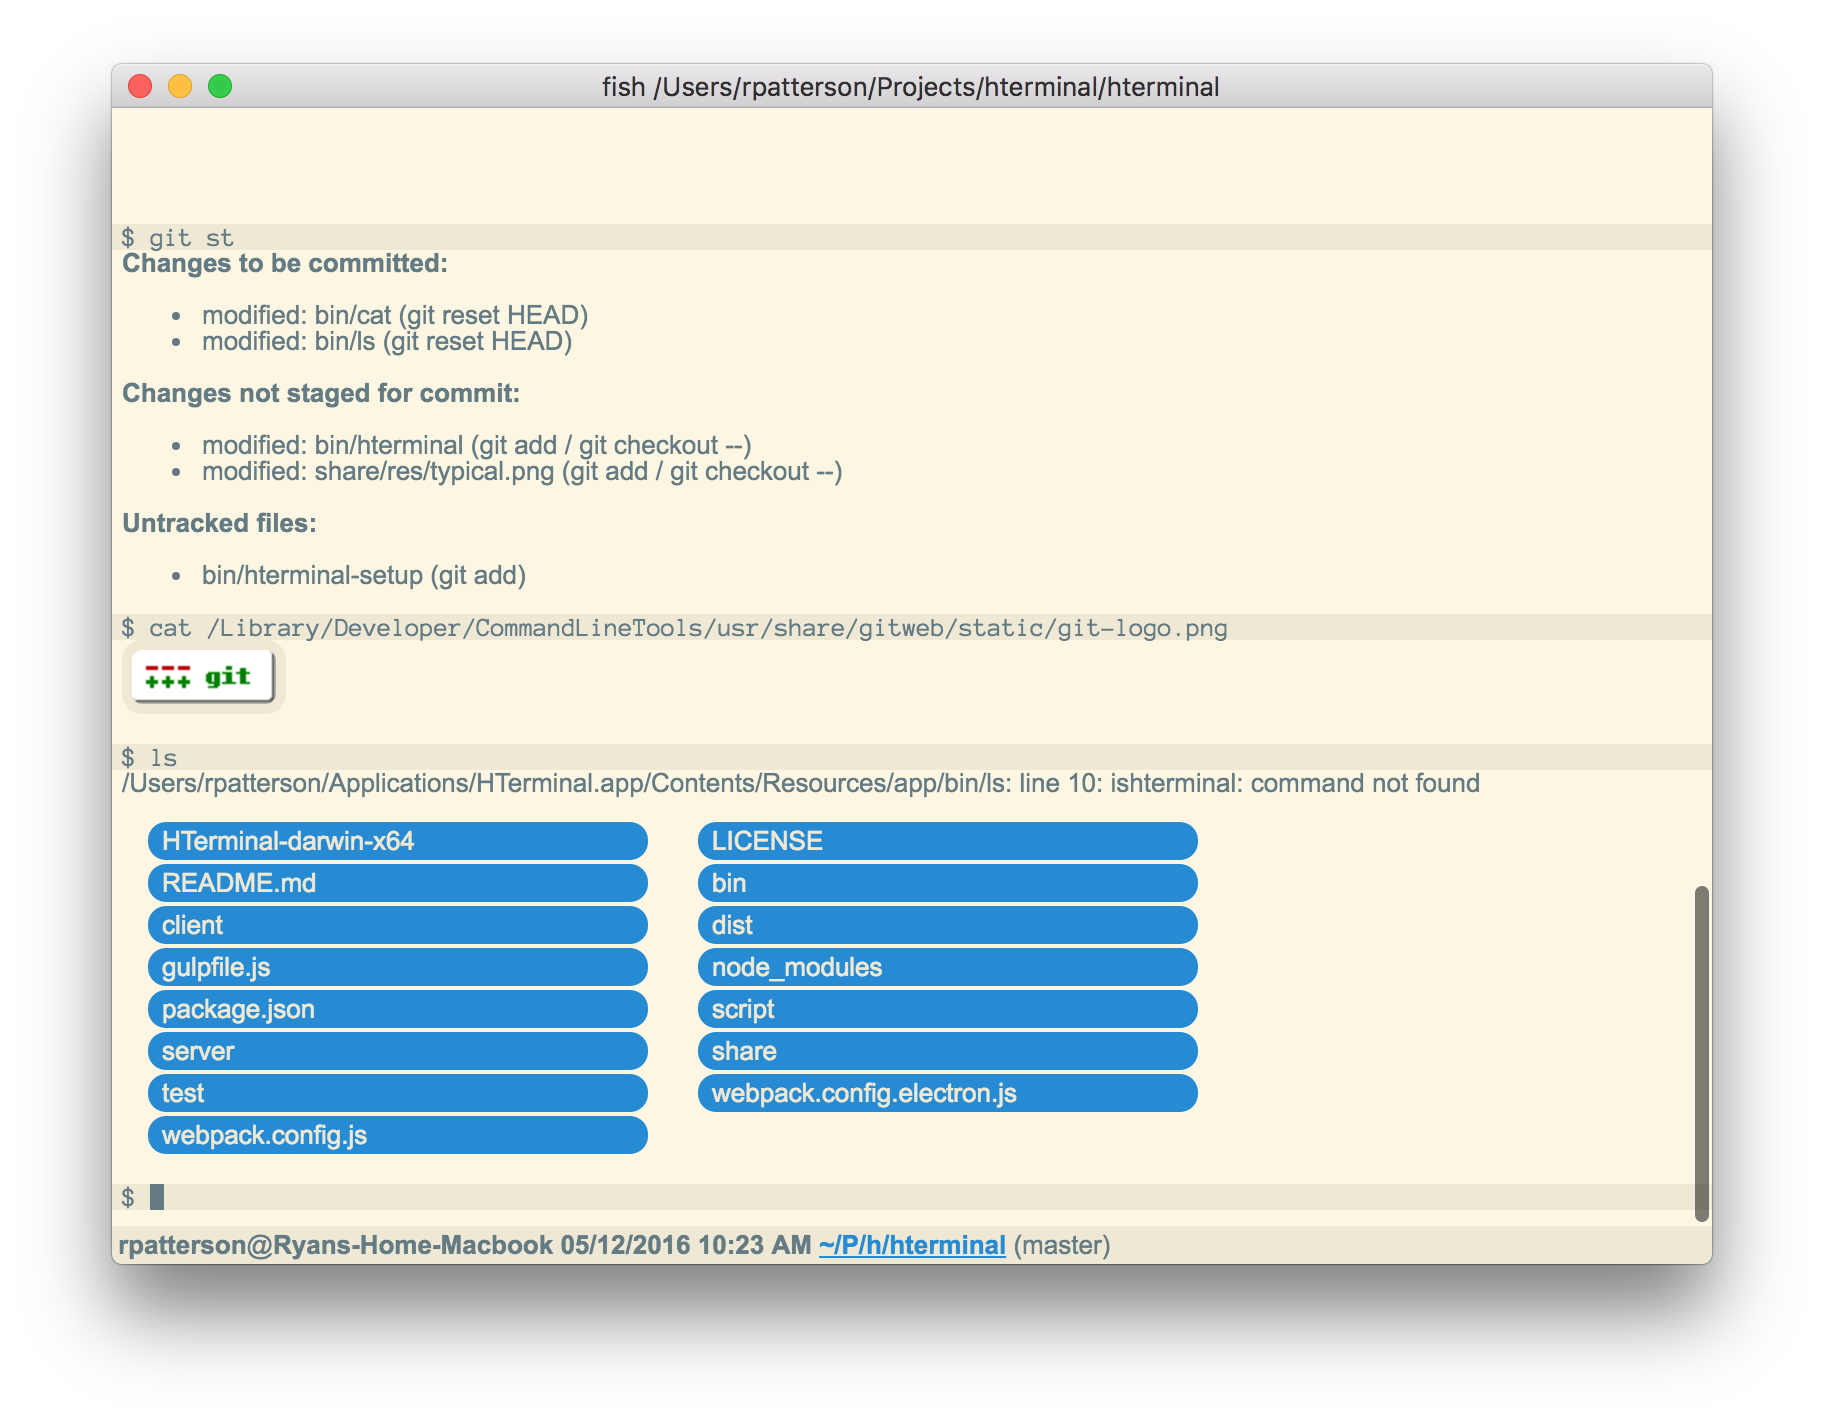 fish /Users/rpatterson/Projects/hterminal/hterminal
$ git st
Changes to be committed:
• modified: bin/cat (git reset HEAD)
• modified: bin/ls (git reset HEAD)
Changes not staged for commit:
• modified: bin/hterminal (git add / git checkout --)
• modified: share/res/typical.png (git add / git checkout --)
Untracked files:
• bin/hterminal-setup (git add)
$ cat /Library/Developer/CommandLineTools/usr/share/gitweb/static/git-logo.png
git
$ ls
/Users/rpatterson/Applications/HTerminal.app/Contents/Resources/app/bin/ls: line 10: ishterminal: command not found
HTerminal-darwin-x64 LICENSE
README.md bin
client dist
gulpfile.js node_modules
package.json script
server share
test webpack.config.electron.js
webpack.config.js
$
rpatterson@Ryans-Home-Macbook 05/12/2016 10:23 AM ~/P/h/hterminal (master)